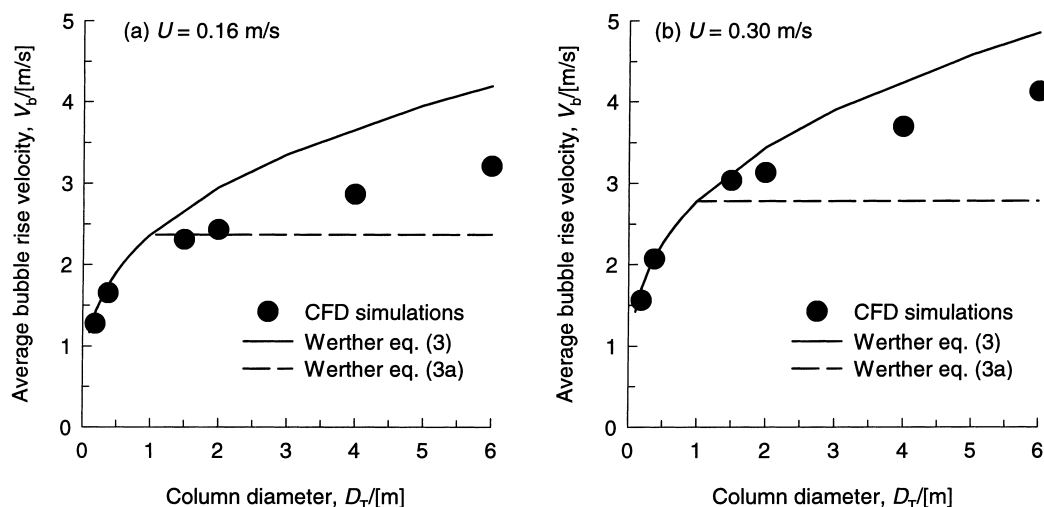 (a) U = 0.16 m/s
Average bubble rise velocity, Vb/[m/s]
5
4
3
2
1
0
CFD simulations
Werther eq. (3)
Werther eq. (3a)
0 1 2 3 4 5 6
Column diameter, DT/[m]
(b) U = 0.30 m/s
Average bubble rise velocity, Vb/[m/s]
5
4
3
2
1
0
CFD simulations
Werther eq. (3)
Werther eq. (3a)
0 1 2 3 4 5 6
Column diameter, DT/[m]